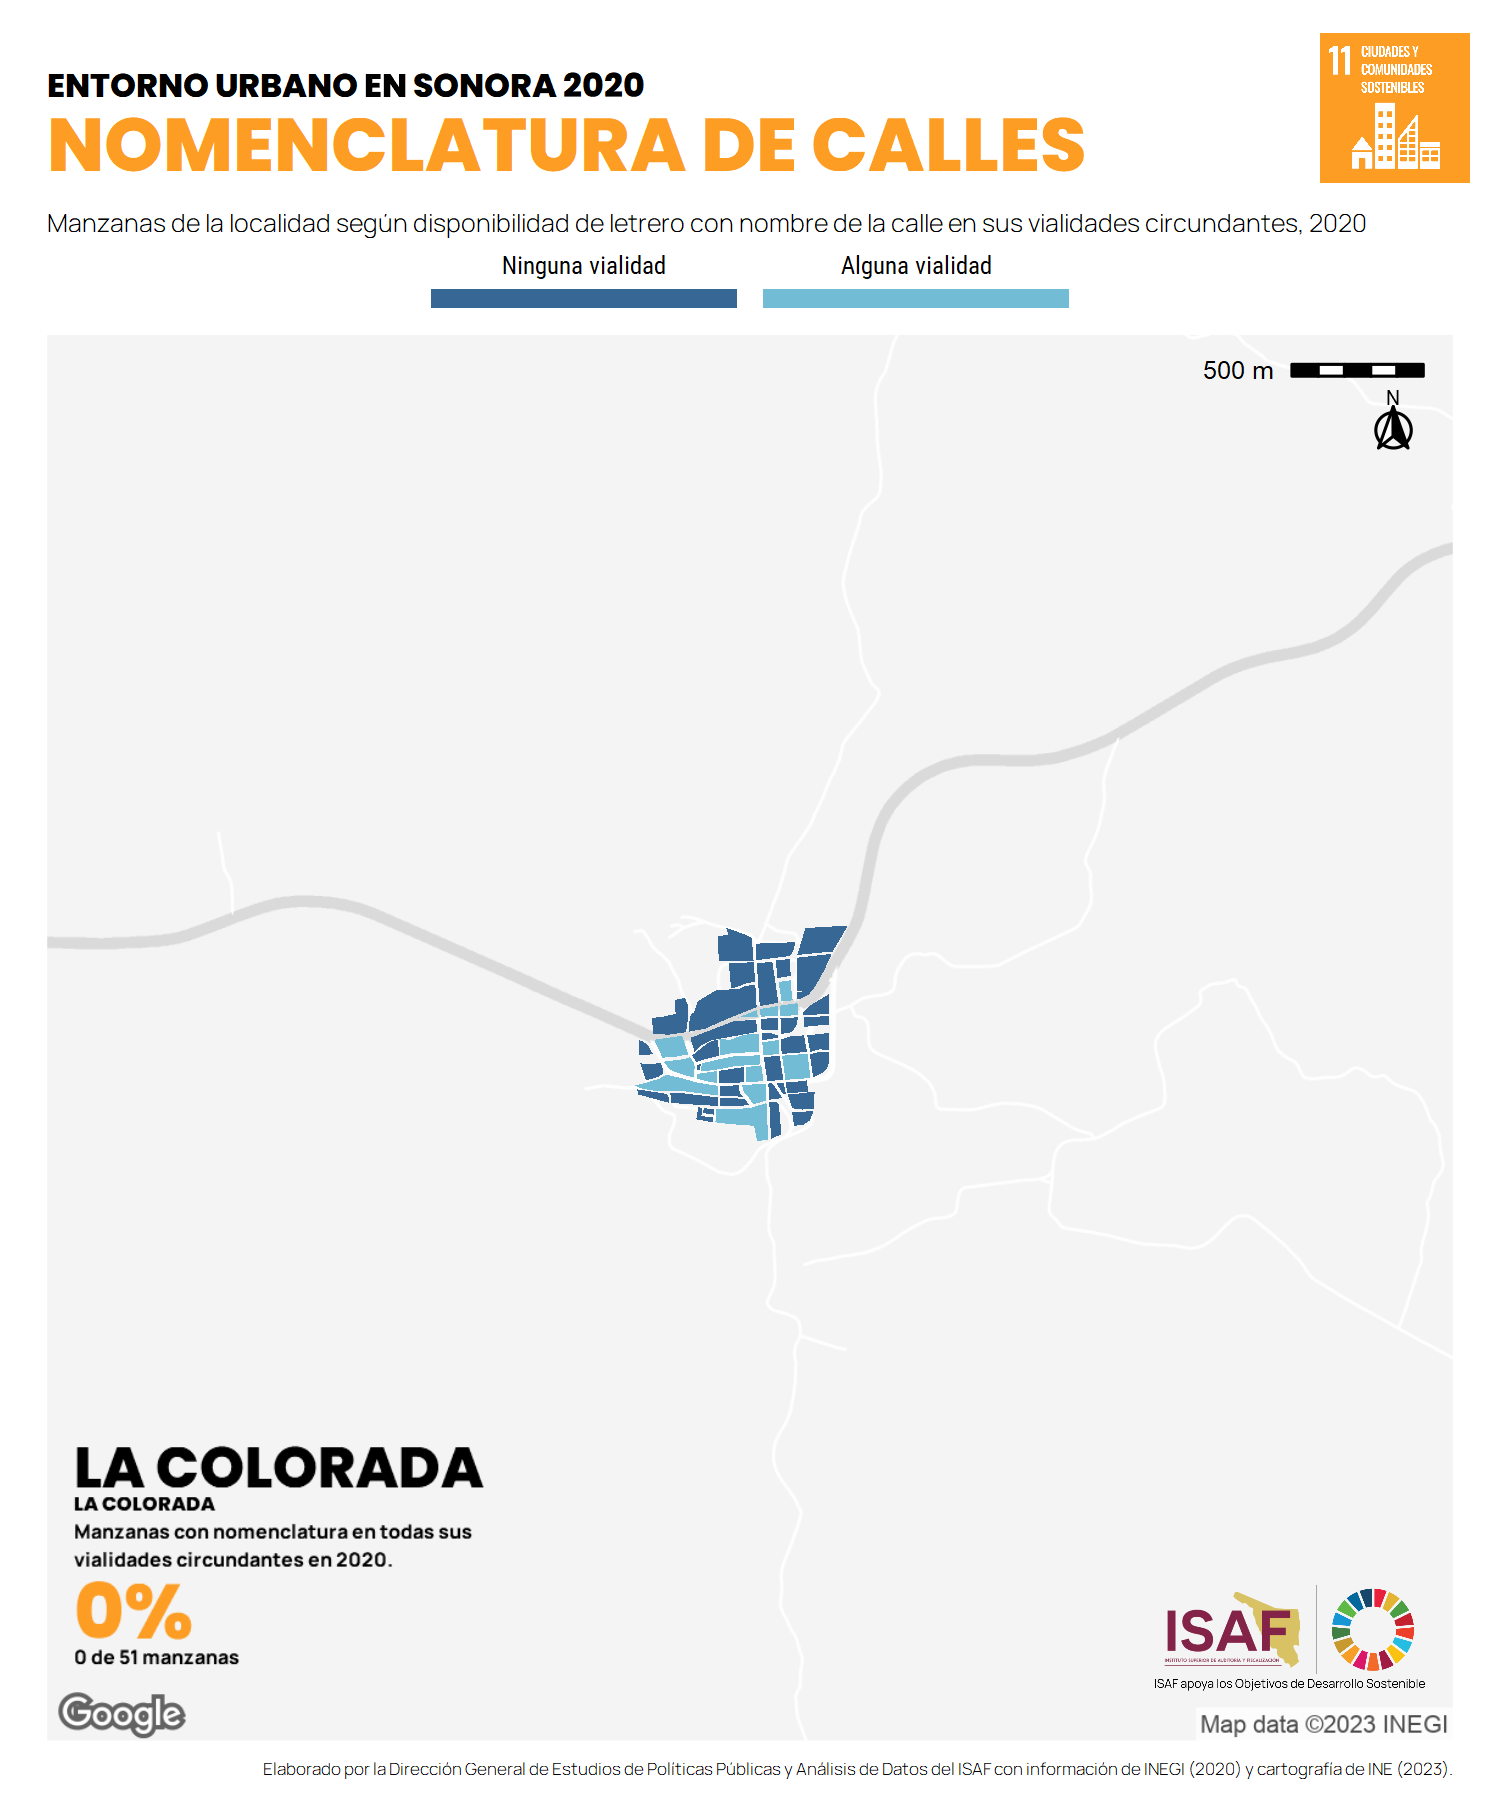 ENTORNO URBANO EN SONORA 2020
NOMENCLATURA DE CALLES
11 CIUDADES Y
COMUNIDADES
SOSTENIBLES
Manzanas de la localidad según disponibilidad de letrero con nombre de la calle en sus vialidades circundantes, 2020
Ninguna vialidad
Alguna vialidad
500 m
N
LA COLORADA
LA COLORADA
Manzanas con nomenclatura en todas sus
vialidades circundantes en 2020.
0%
0 de 51 manzanas
ISAF
INSTITUTO SUPERIOR DE AUDITORÍA Y FISCALIZACIÓN
ISAF apoya los Objetivos de Desarrollo Sostenible
Google
Map data ©2023 INEGI
Elaborado por la Dirección General de Estudios de Políticas Públicas y Análisis de Datos del ISAF con información de INEGI (2020) y cartografía de INE (2023).